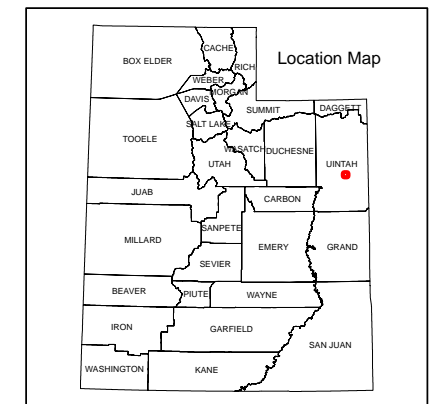 Location Map
BOX ELDER
CACHE
RICH
WEBER
MORGAN
DAVIS
SUMMIT
DAGGETT
SALT LAKE
TOOELE
WASATCH
DUCHESNE
UTAH
UINTAH
JUAB
CARBON
SANPETE
MILLARD
EMERY
GRAND
SEVIER
BEAVER
PIUTE
WAYNE
IRON
GARFIELD
SAN JUAN
WASHINGTON
KANE